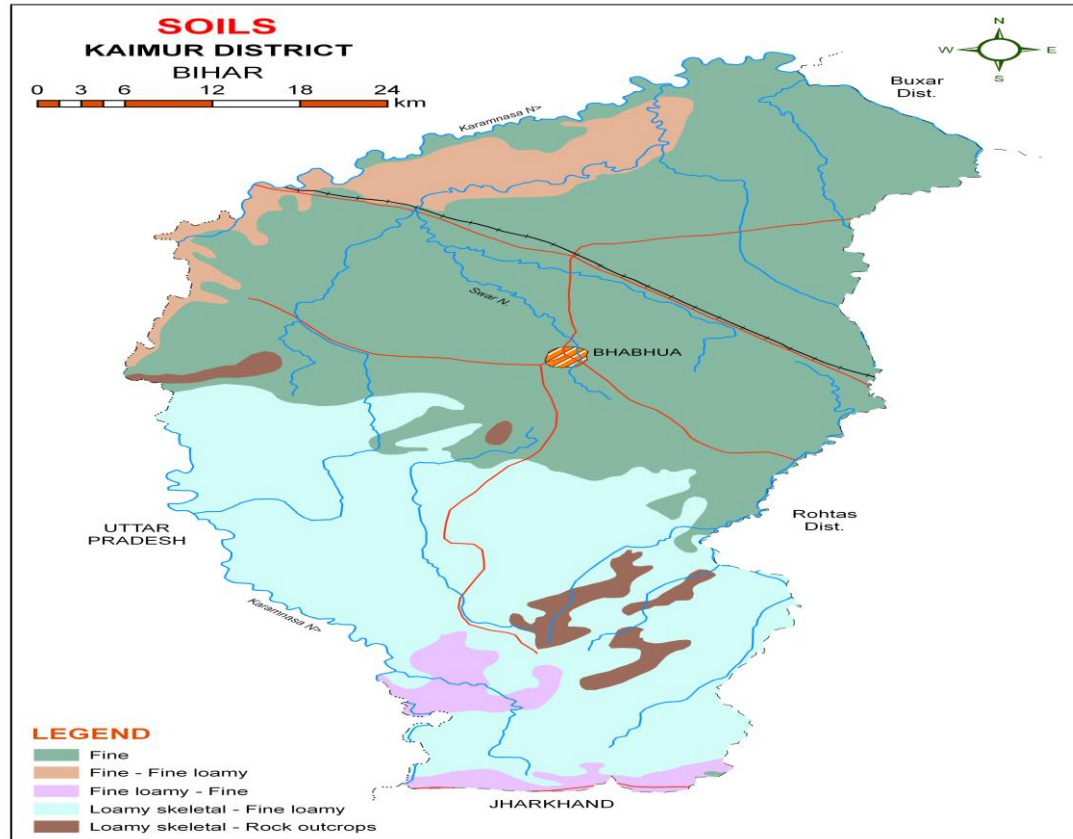 SOILS
KAIMUR DISTRICT
BIHAR
0 3 6 12 18 24
km
N
W E
S
Buxar
Dist.
Karamnasa N>
Swar N.
BHABHUA
UTTAR
PRADESH
Rohtas
Dist.
Karamnasa N>
LEGEND
Fine
Fine - Fine loamy
Fine loamy - Fine
Loamy skeletal - Fine loamy
Loamy skeletal - Rock outcrops
JHARKHAND